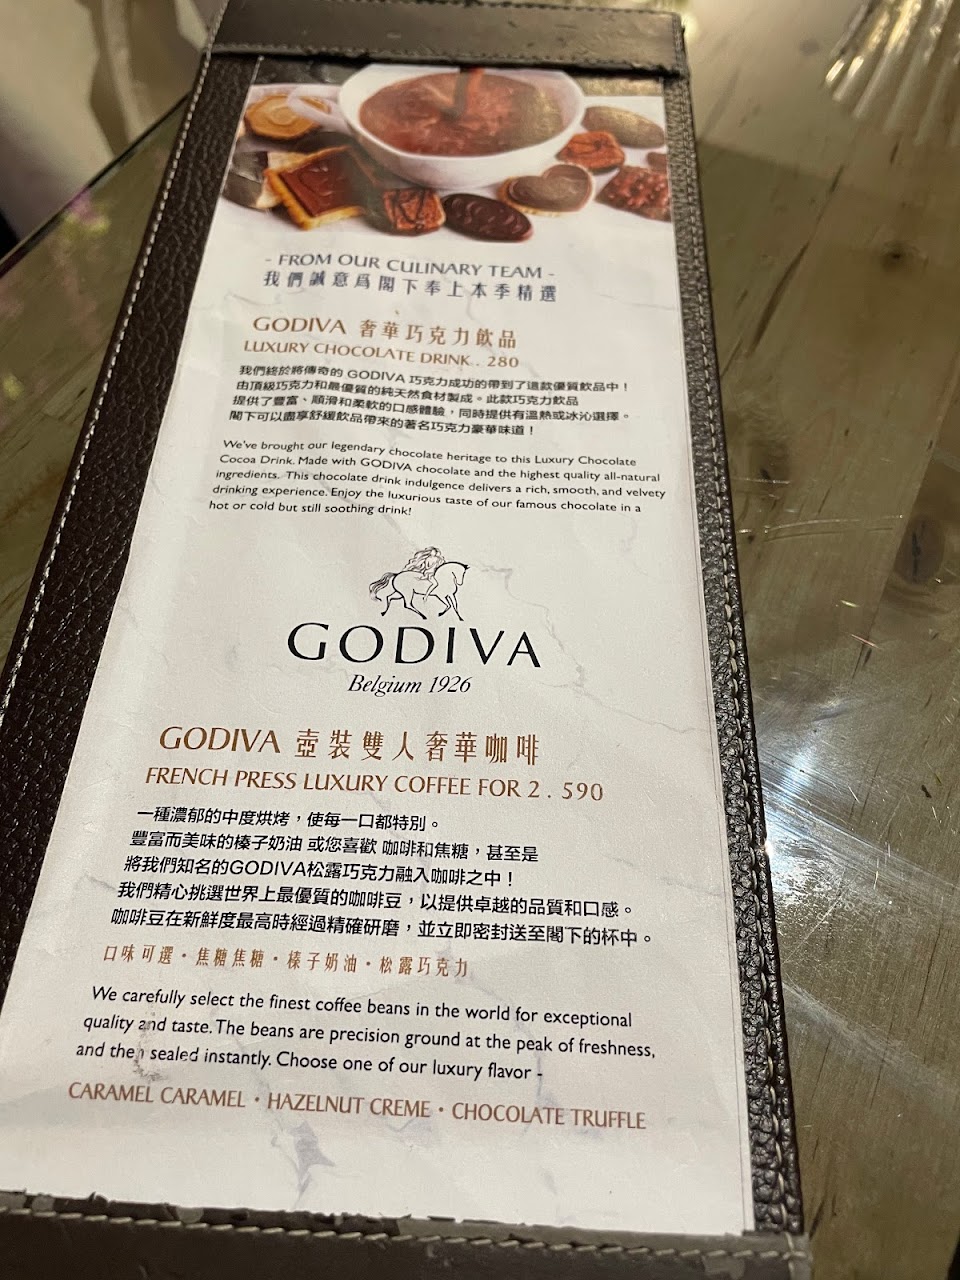 - FROM OUR CULINARY TEAM -
我們誠意爲閣下奉上本季精選
GODIVA 奢華巧克力飲品
LUXURY CHOCOLATE DRINK . . 280
我們終於將傳奇的 GODIVA 巧克力成功的帶到了這款優質飲品中！
由頂級巧克力和最優質的純天然食材製成。此款巧克力飲品
提供了豐富、順滑和柔軟的口感體驗，同時提供有溫熱或冰沁選擇。
閣下可以盡享舒緩飲品帶來的著名巧克力豪華味道！
We've brought our legendary chocolate heritage to this Luxury Chocolate
Cocoa Drink. Made with GODIVA chocolate and the highest quality all-natural
ingredients. This chocolate drink indulgence delivers a rich, smooth, and velvety
drinking experience. Enjoy the luxurious taste of our famous chocolate in a
hot or cold but still soothing drink!
GODIVA
Belgium 1926
GODIVA 壺裝雙人奢華咖啡
FRENCH PRESS LUXURY COFFEE FOR 2 . 590
一種濃郁的中度烘烤，使每一口都特別。
豐富而美味的榛子奶油 或您喜歡 咖啡和焦糖，甚至是
將我們知名的GODIVA松露巧克力融入咖啡之中！
我們精心挑選世界上最優質的咖啡豆，以提供卓越的品質和口感。
咖啡豆在新鮮度最高時經過精確研磨，並立即密封送至閣下的杯中。
口味可選・焦糖焦糖・榛子奶油・松露巧克力
We carefully select the finest coffee beans in the world for exceptional
quality and taste. The beans are precision ground at the peak of freshness,
and then sealed instantly. Choose one of our luxury flavor -
CARAMEL CARAMEL • HAZELNUT CREME • CHOCOLATE TRUFFLE